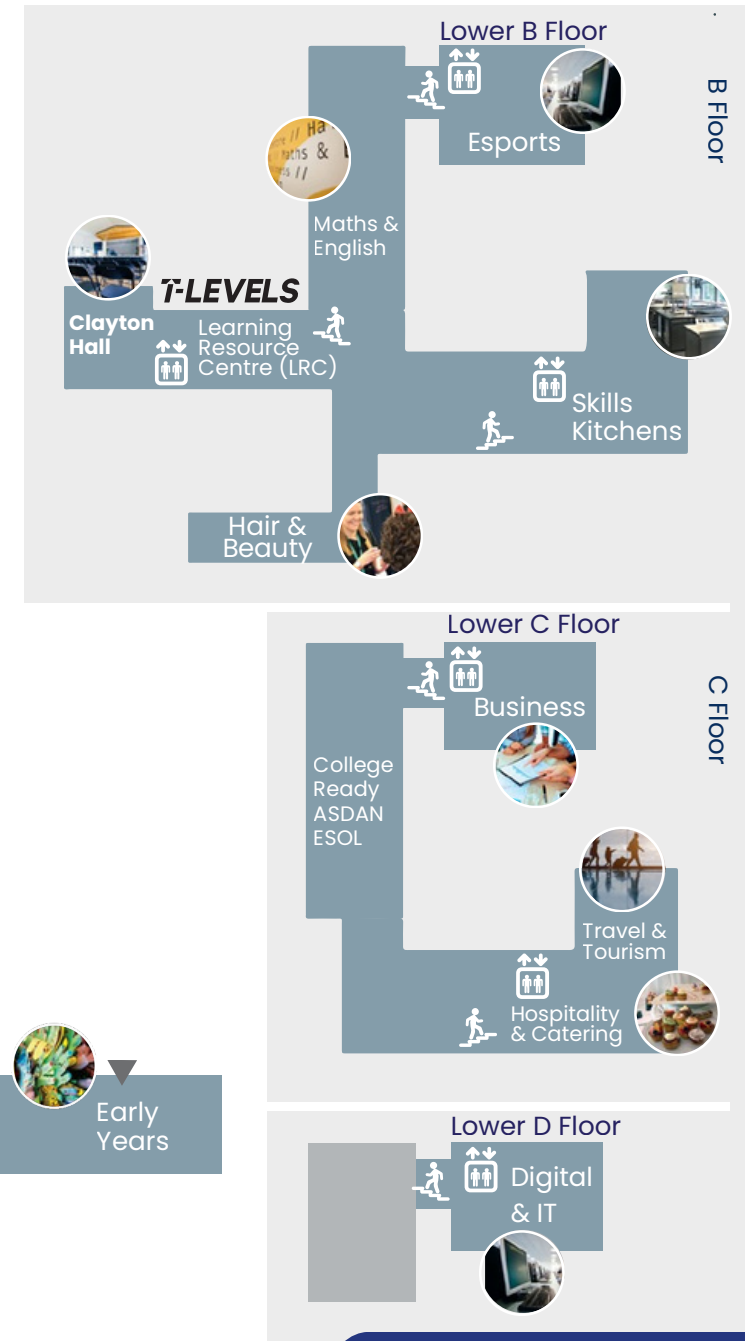 Lower B Floor
B Floor
Esports
Maths &
English
T-LEVELS
Clayton
Hall
Learning
Resource
Centre (LRC)
Skills
Kitchens
Hair &
Beauty
Lower C Floor
C Floor
Business
College
Ready
ASDAN
ESOL
Travel &
Tourism
Hospitality
& Catering
Early
Years
Lower D Floor
Digital
& IT